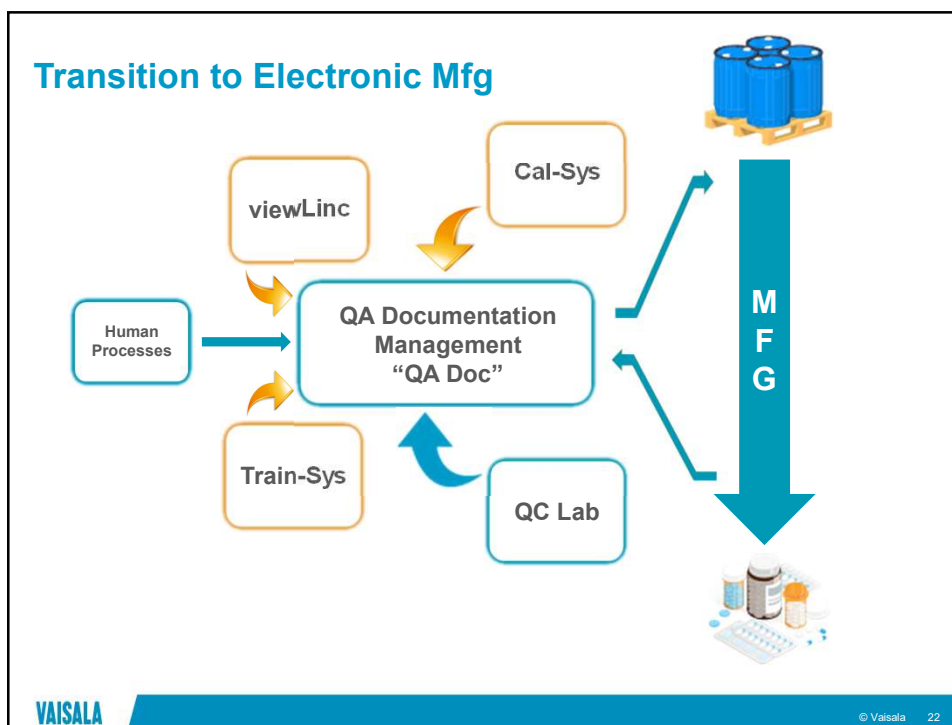 Transition to Electronic Mfg
Cal-Sys
viewLinc
QA Documentation
Management
“QA Doc”
Human
Processes
M
F
G
Train-Sys
QC Lab
VAISALA
© Vaisala 22